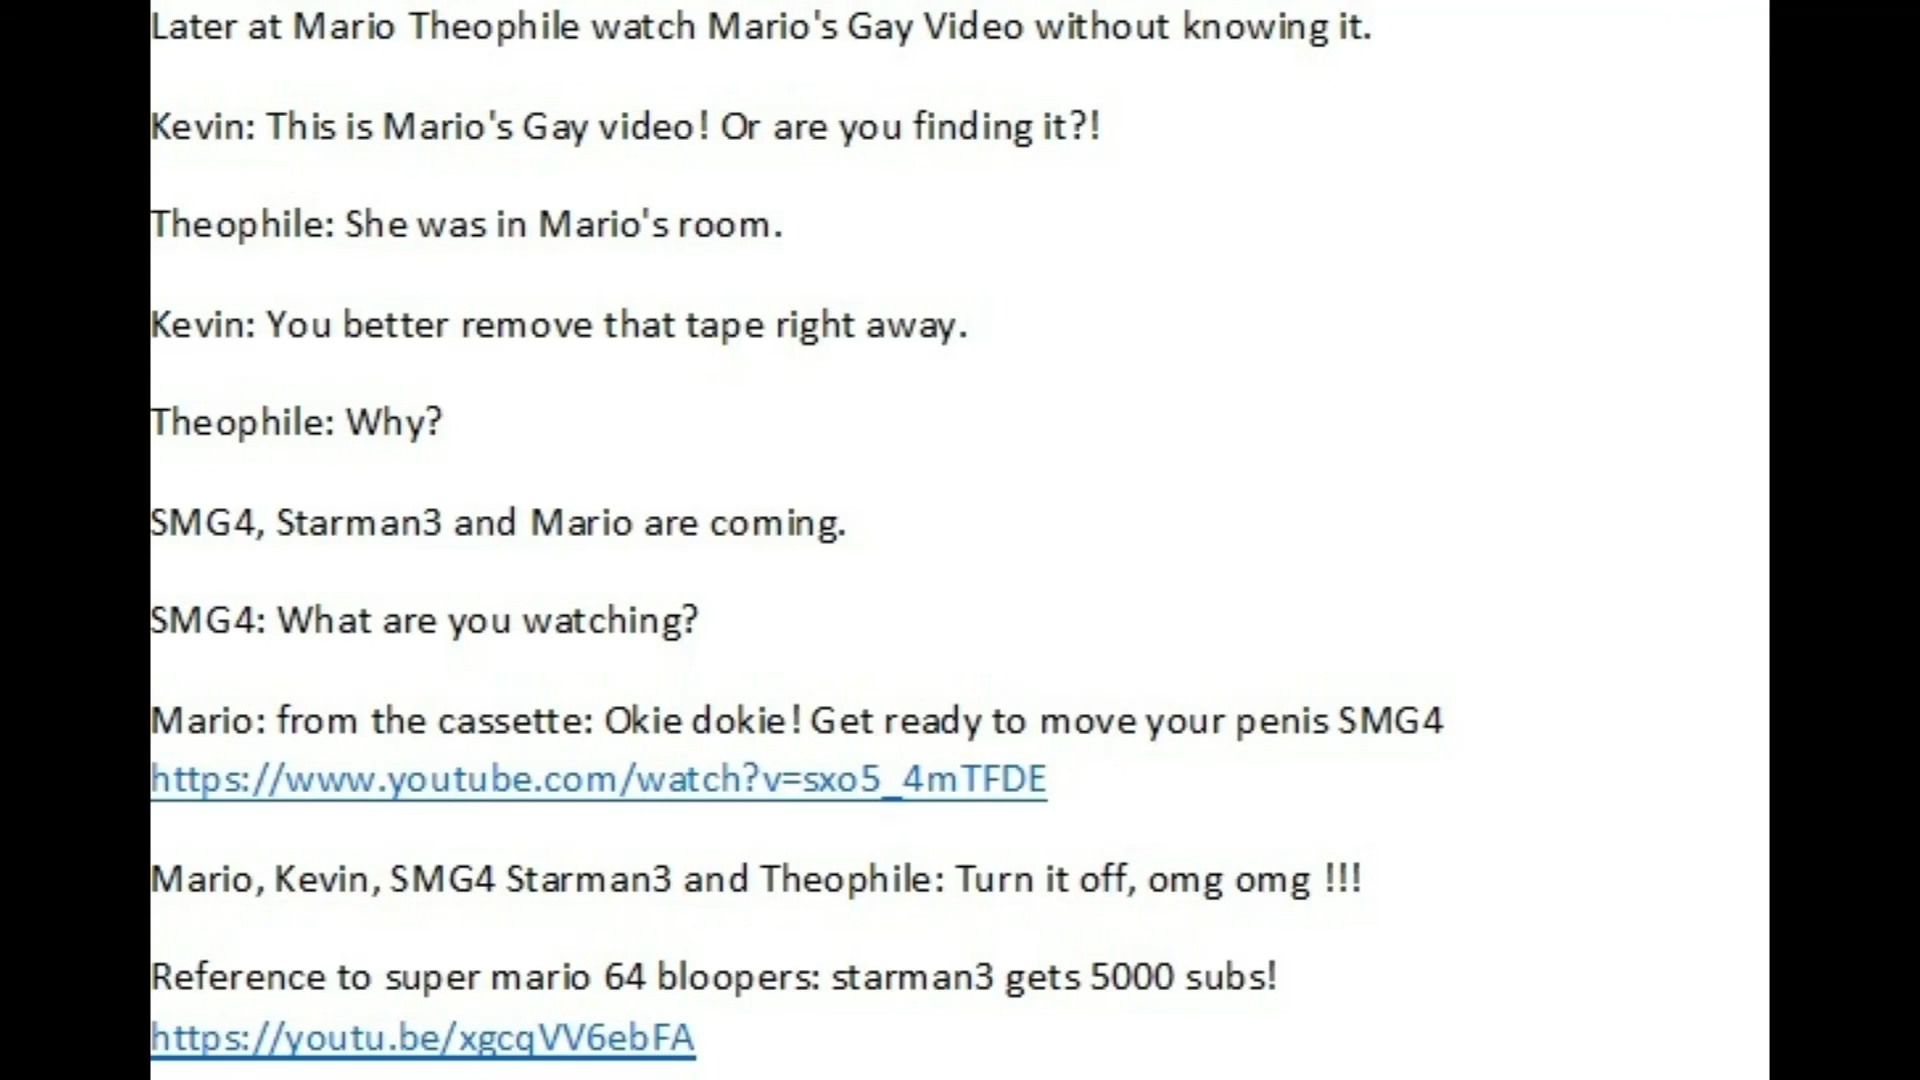 Later at Mario Theophile watch Mario's Gay Video without knowing it.
Kevin: This is Mario's Gay video! Or are you finding it?!
Theophile: She was in Mario's room.
Kevin: You better remove that tape right away.
Theophile: Why?
SMG4, Starman3 and Mario are coming.
SMG4: What are you watching?
Mario: from the cassette: Okie dokie! Get ready to move your penis SMG4
https://www.youtube.com/watch?v=sxo5_4mTFDE
Mario, Kevin, SMG4 Starman3 and Theophile: Turn it off, omg omg !!!
Reference to super mario 64 bloopers: starman3 gets 5000 subs!
https://youtu.be/xgcqVV6ebFA